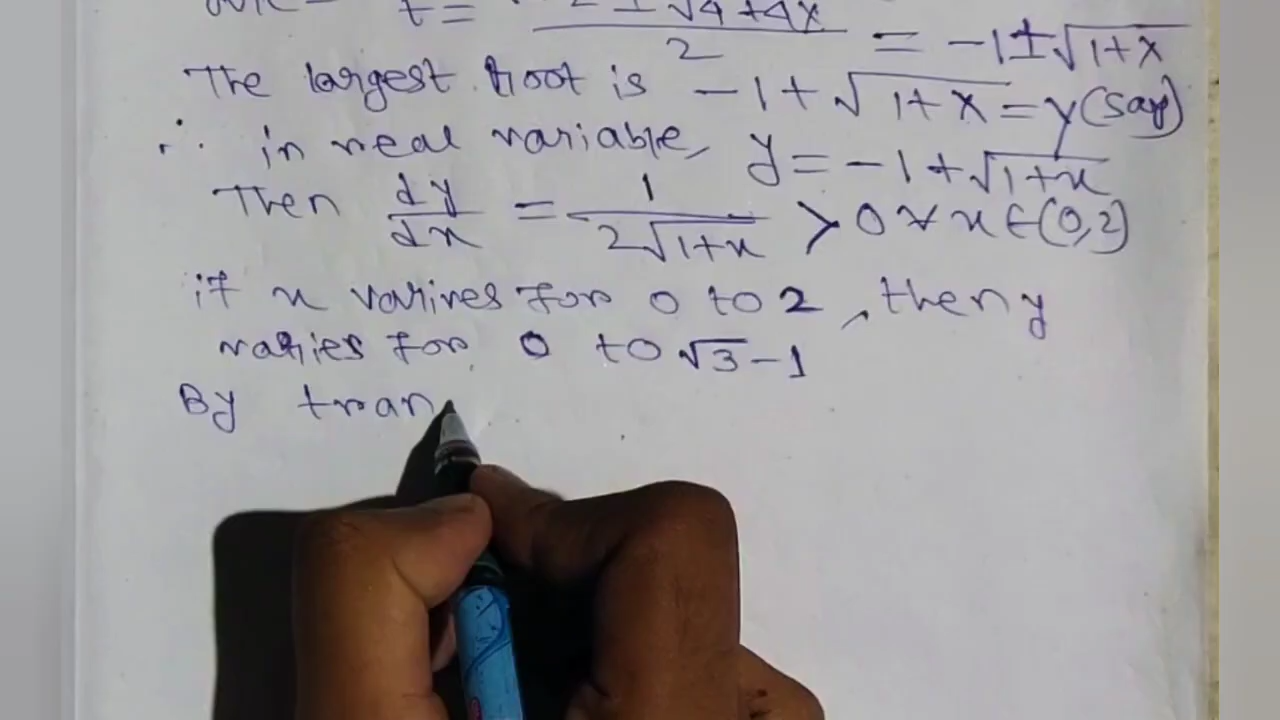 t = -2 ± √4+4x / 2 = -1±√1+x
The largest root is -1+√1+x = y (say)
∴ in real variable, y = -1+√1+x
Then dy/dx = 1/2√1+x > 0 ∀ x ∈ (0,2)
if x varires for 0 to 2, then y
varies for 0 to √3-1
By tran